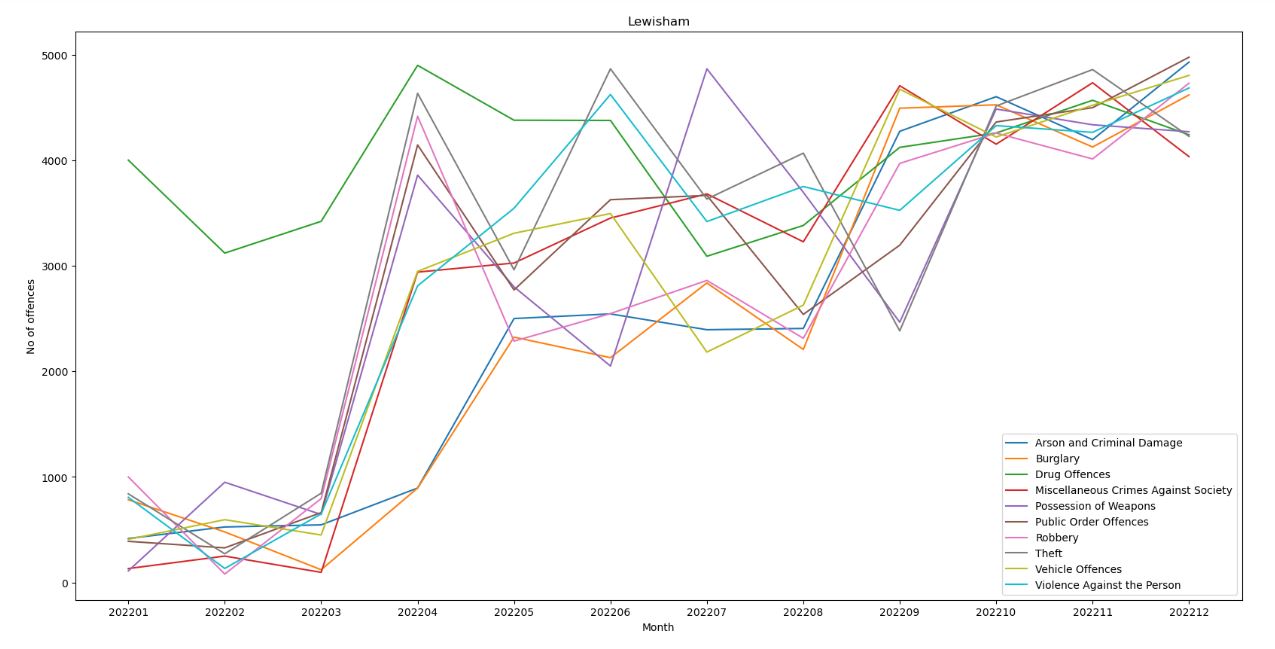 Lewisham
5000
4000
3000
2000
1000
0
No of offences
202201 202202 202203 202204 202205 202206 202207 202208 202209 202210 202211 202212
Month
Arson and Criminal Damage
Burglary
Drug Offences
Miscellaneous Crimes Against Society
Possession of Weapons
Public Order Offences
Robbery
Theft
Vehicle Offences
Violence Against the Person